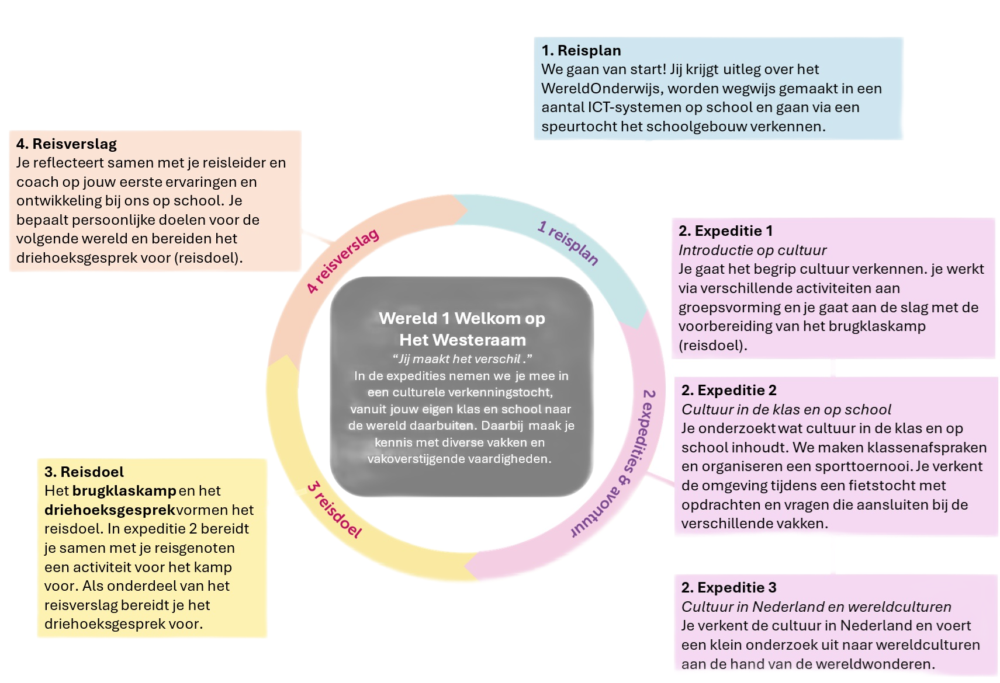 1. Reisplan
We gaan van start! Jij krijgt uitleg over het
WereldOnderwijs, worden wegwijs gemaakt in een
aantal ICT-systemen op school en gaan via een
speurtocht het schoolgebouw verkennen.
4. Reisverslag
Je reflecteert samen met je reisleider en
coach op jouw eerste ervaringen en
ontwikkeling bij ons op school. Je
bepaalt persoonlijke doelen voor de
volgende wereld en bereiden het
driehoeksgesprek voor (reisdoel).
1 reisplan
2 expedities & avontuur
3 reisdoel
4 reisverslag
Wereld 1 Welkom op
Het Westeraam
“Jij maakt het verschil .”
In de expedities nemen we je mee in
een culturele verkenningstocht,
vanuit jouw eigen klas en school naar
de wereld daarbuiten. Daarbij maak je
kennis met diverse vakken en
vakoverstijgende vaardigheden.
2. Expeditie 1
Introductie op cultuur
Je gaat het begrip cultuur verkennen. je werkt
via verschillende activiteiten aan
groepsvorming en je gaat aan de slag met de
voorbereiding van het brugklaskamp
(reisdoel).
2. Expeditie 2
Cultuur in de klas en op school
Je onderzoekt wat cultuur in de klas en op
school inhoudt. We maken klassenafspraken
en organiseren een sporttoernooi. Je verkent
de omgeving tijdens een fietstocht met
opdrachten en vragen die aansluiten bij de
verschillende vakken.
3. Reisdoel
Het brugklaskamp en het
driehoeksgesprek vormen het
reisdoel. In expeditie 2 bereidt
je samen met je reisgenoten
een activiteit voor het kamp
voor. Als onderdeel van het
reisverslag bereidt je het
driehoeksgesprek voor.
2. Expeditie 3
Cultuur in Nederland en wereldculturen
Je verkent de cultuur in Nederland en voert
een klein onderzoek uit naar wereldculturen
aan de hand van de wereldwonderen.